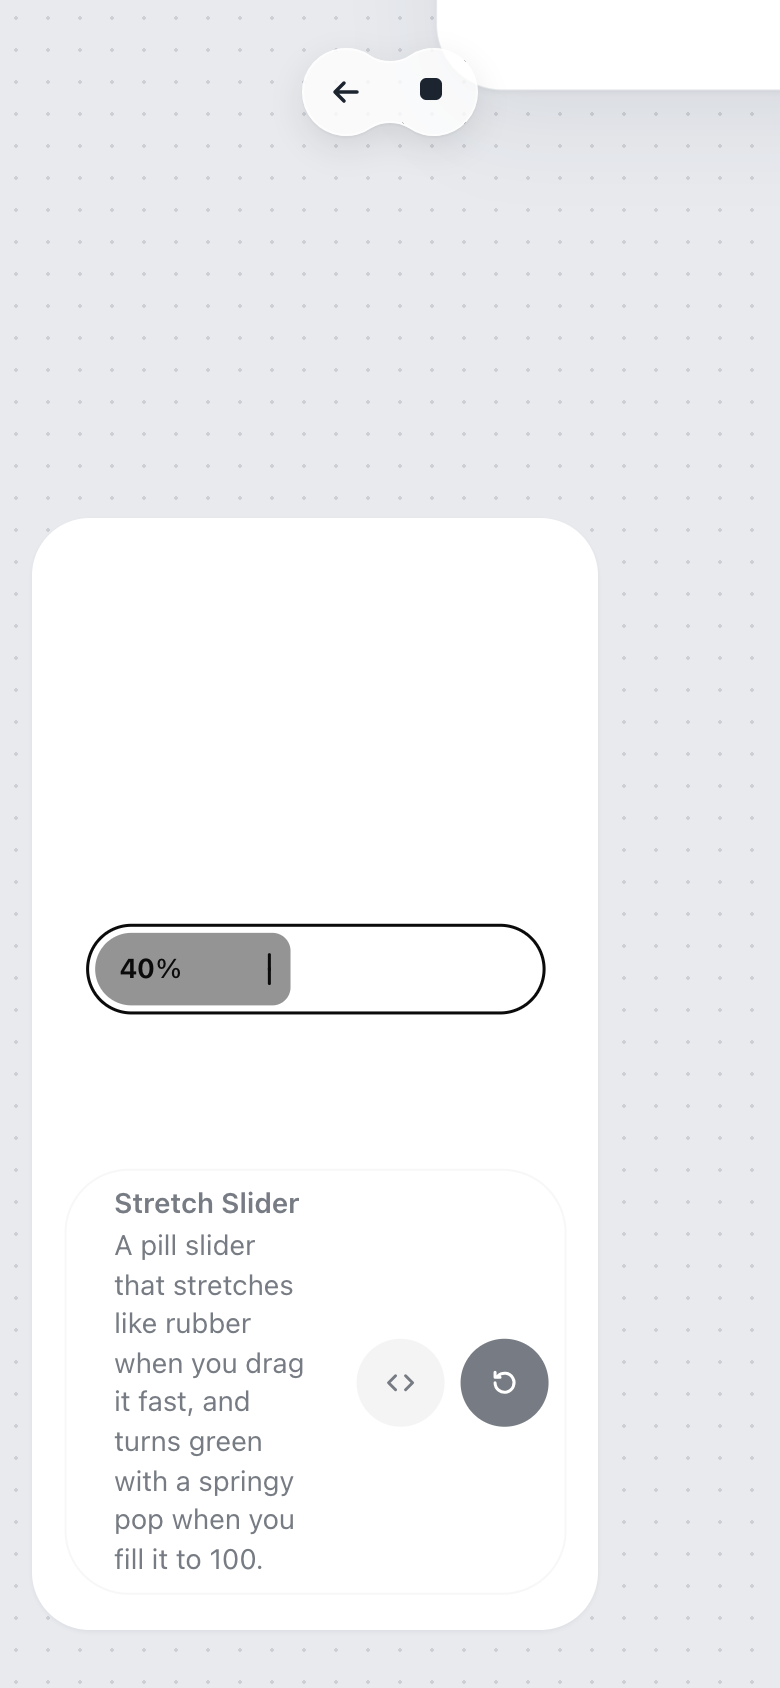 40%
Stretch Slider
A pill slider
that stretches
like rubber
when you drag
it fast, and
turns green
with a springy
pop when you
fill it to 100.